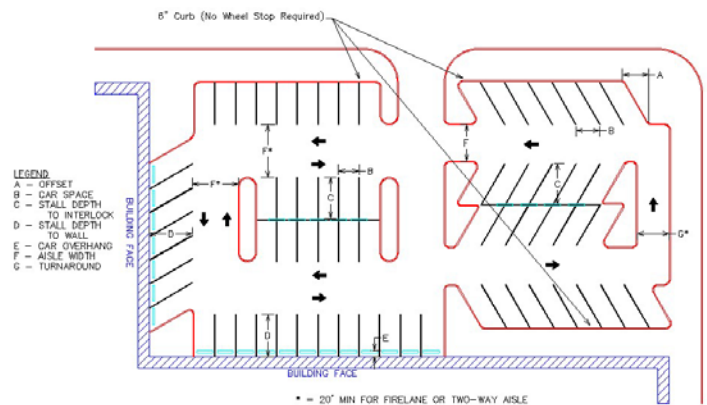 6" Curb (No Wheel Stop Required)
A
B
F
C
G*
F*
B
F*
C
D
D
E
LEGEND
A - OFFSET
B - CAR SPACE
C - STALL DEPTH
TO INTERLOCK
D - STALL DEPTH
TO WALL
E - CAR OVERHANG
F - AISLE WIDTH
G - TURNAROUND
BUILDING FACE
BUILDING FACE
* = 20' MIN FOR FIRELANE OR TWO-WAY AISLE